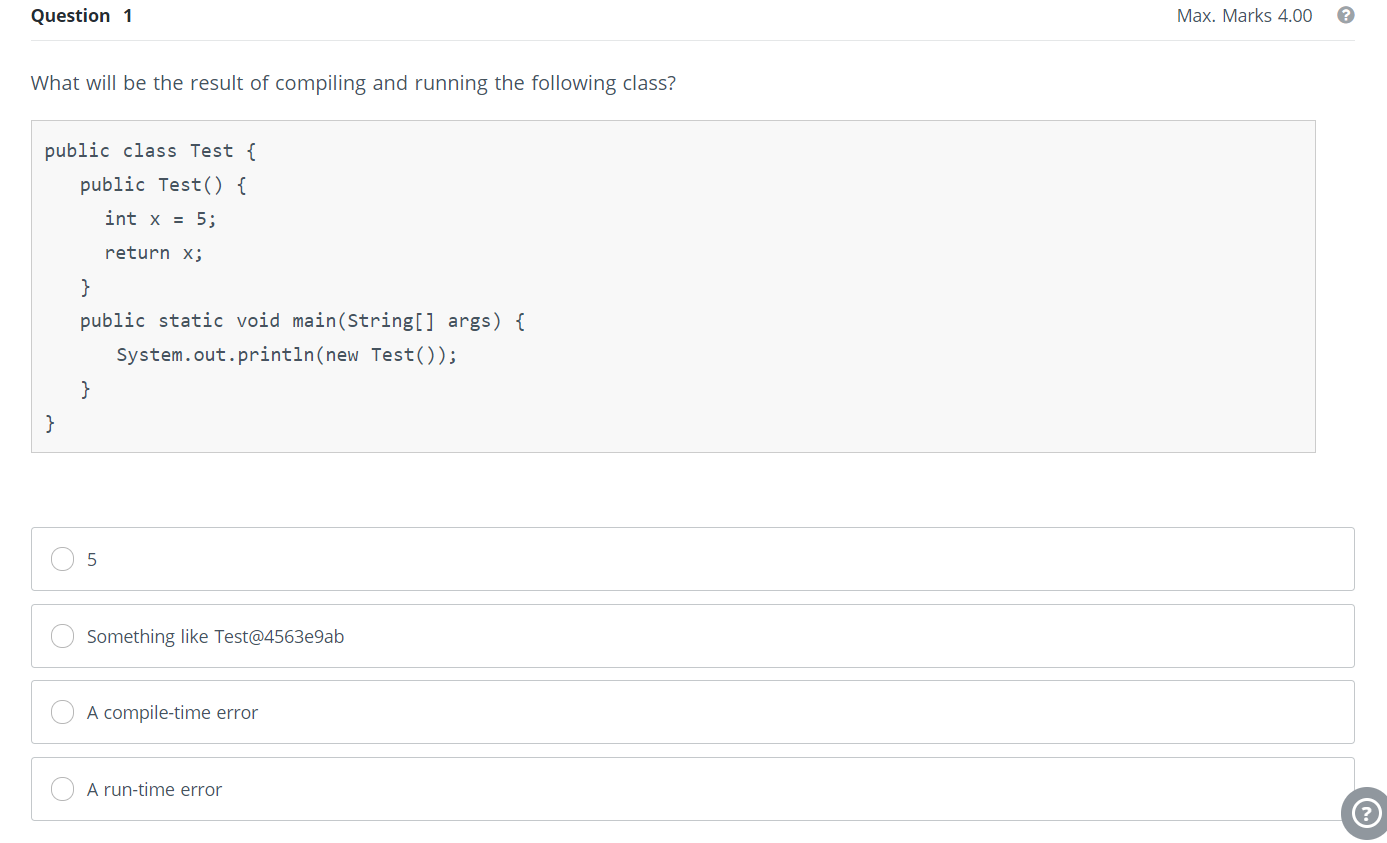 Question 1
Max. Marks 4.00
?
What will be the result of compiling and running the following class?
public class Test {
public Test() {
int x = 5;
return x;
}
public static void main(String[] args) {
System.out.println(new Test());
}
}
5
Something like Test@4563e9ab
A compile-time error
A run-time error
?